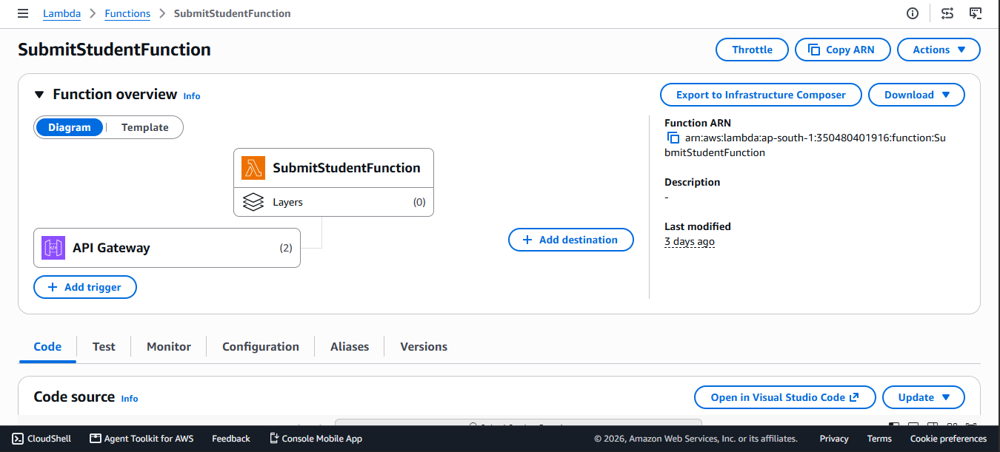 Lambda Functions SubmitStudentFunction
SubmitStudentFunction
Throttle Copy ARN Actions
Function overview Info
Export to Infrastructure Composer Download
Diagram Template
SubmitStudentFunction
Layers (0)
API Gateway (2)
Add trigger
Add destination
Function ARN
arn:aws:lambda:ap-south-1:350480401916:function:Su
bmitStudentFunction
Description
-
Last modified
3 days ago
Code Test Monitor Configuration Aliases Versions
Code source Info
Open in Visual Studio Code Update
CloudShell Agent Toolkit for AWS Feedback Console Mobile App © 2026, Amazon Web Services, Inc. or its affiliates. Privacy Terms Cookie preferences